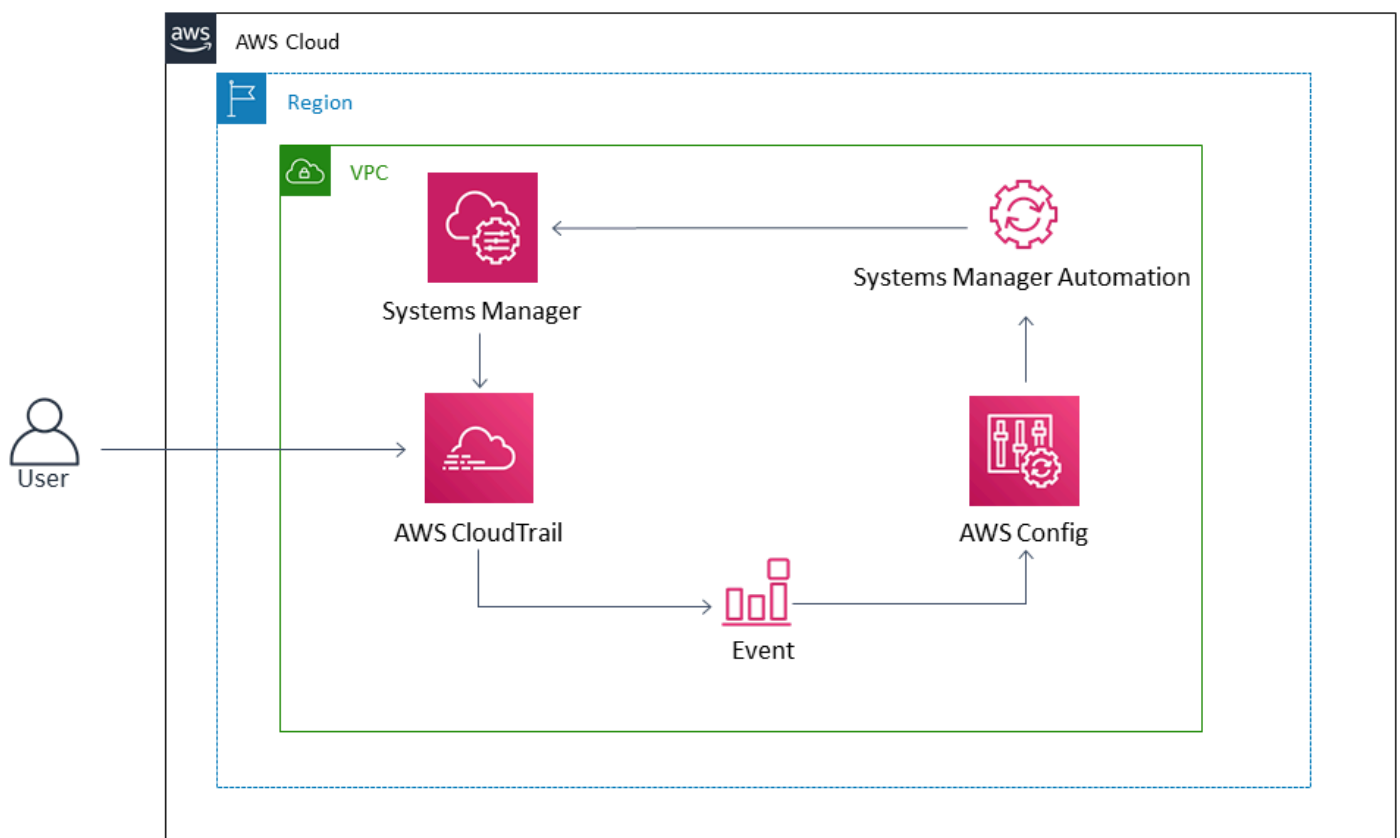 aws
AWS Cloud
Region
VPC
Systems Manager
Systems Manager Automation
User
AWS CloudTrail
AWS Config
Event